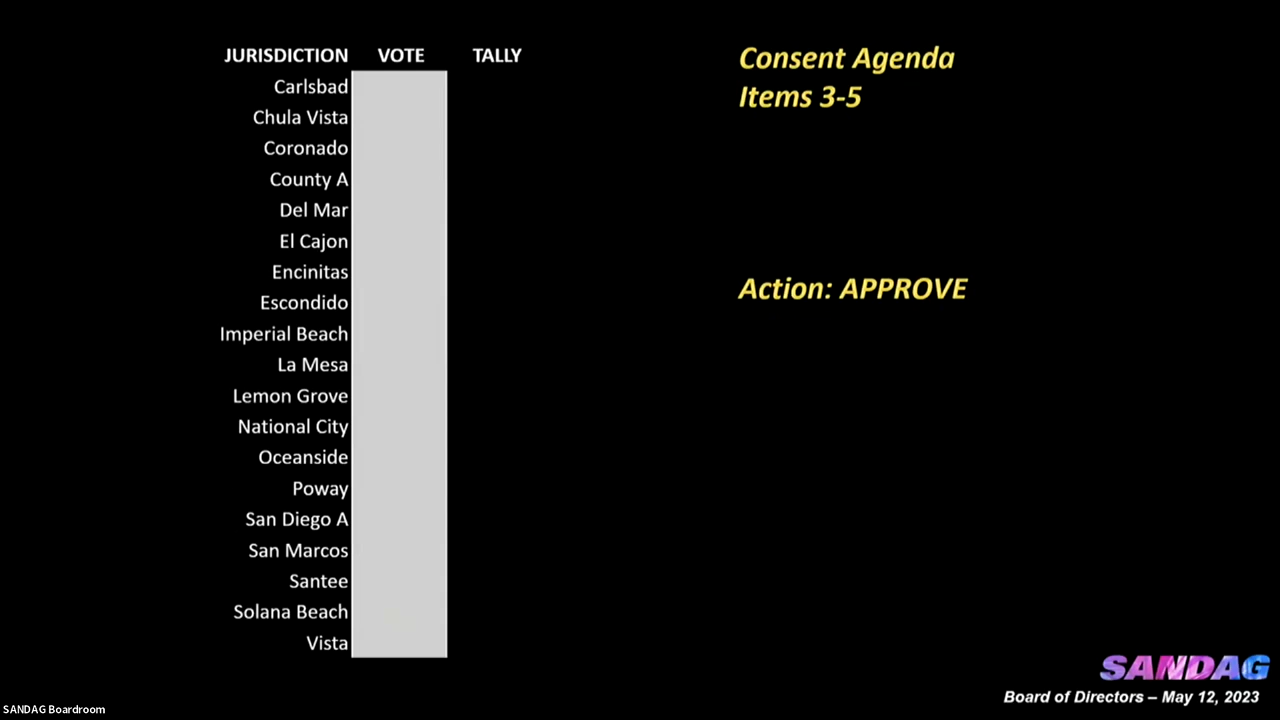 JURISDICTION VOTE TALLY
Carlsbad
Chula Vista
Coronado
County A
Del Mar
El Cajon
Encinitas
Escondido
Imperial Beach
La Mesa
Lemon Grove
National City
Oceanside
Poway
San Diego A
San Marcos
Santee
Solana Beach
Vista
Consent Agenda
Items 3-5
Action: APPROVE
SANDAG
Board of Directors – May 12, 2023
SANDAG Boardroom